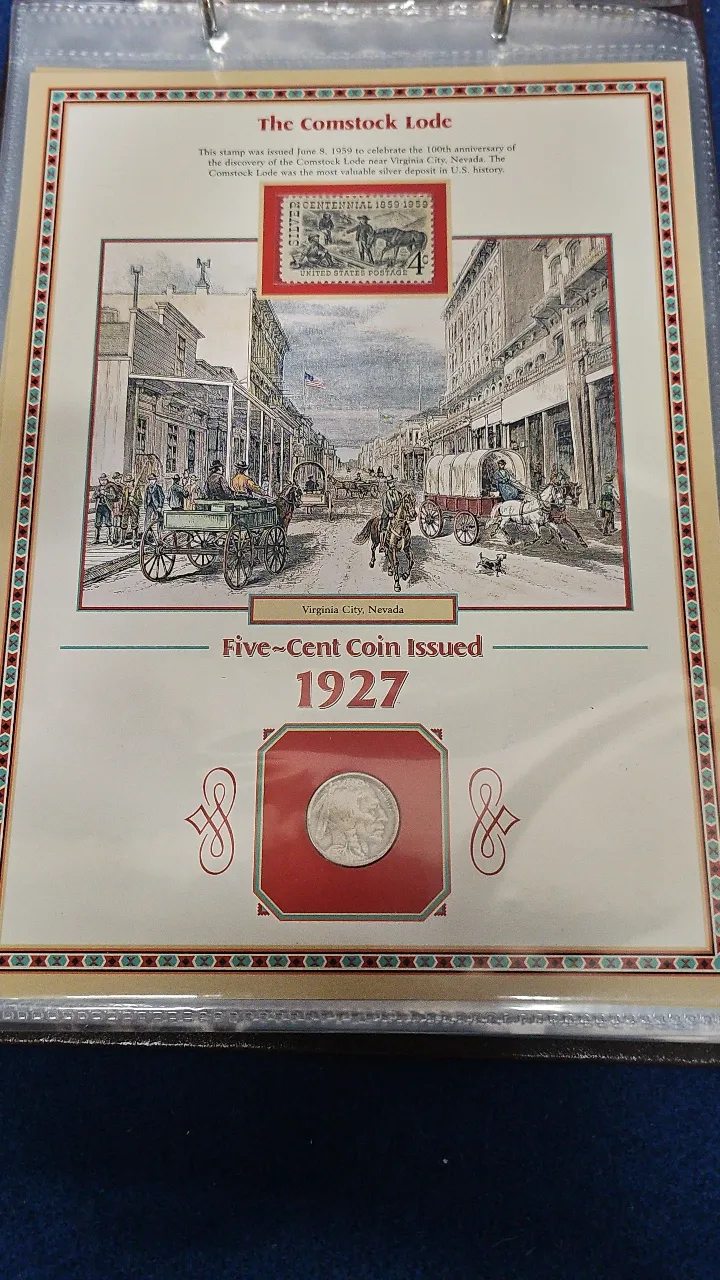 The Comstock Lode
This stamp was issued June 8, 1959 to celebrate the 100th anniversary of
the discovery of the Comstock Lode near Virginia City, Nevada. The
Comstock Lode was the most valuable silver deposit in U.S. history.
SILVER
CENTENNIAL 1859·1959
UNITED STATES POSTAGE
4¢
Virginia City, Nevada
Five~Cent Coin Issued
1927